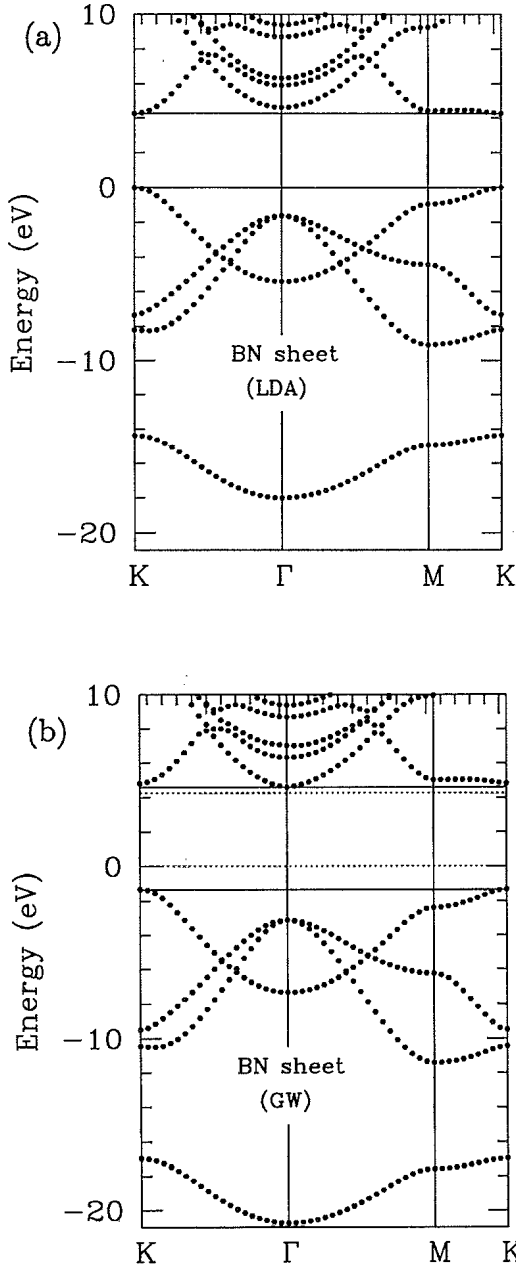 (a)
10
0
-10
-20
Energy (eV)
BN sheet
(LDA)
K Γ M K
(b)
10
0
-10
-20
Energy (eV)
BN sheet
(GW)
K Γ M K